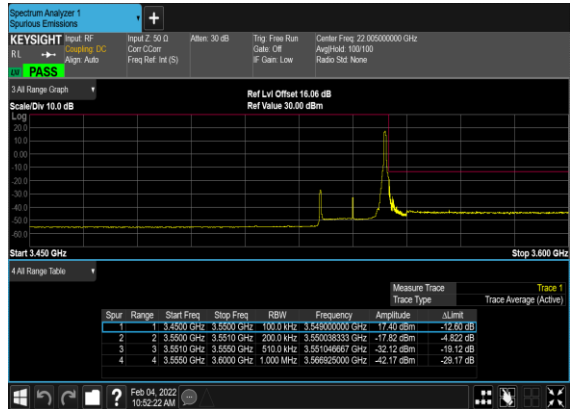 Spectrum Analyzer 1
Spurious Emissions
KEYSIGHT Input: RF Input Z: 50 Ω Atten: 30 dB Trig: Free Run Center Freq: 22.005000000 GHz
RL Coupling: DC Corr CCorr Gate: Off Avg|Hold: 100/100
Align: Auto Freq Ref: Int (S) IF Gain: Low Radio Std: None
PASS
3 All Range Graph
Ref Lvl Offset 16.06 dB
Scale/Div 10.0 dB Ref Value 30.00 dBm
Log
20.0
10.0
0.00
-10.0
-20.0
-30.0
-40.0
-50.0
-60.0
Start 3.450 GHz Stop 3.600 GHz
4 All Range Table
Measure Trace Trace 1
Trace Type Trace Average (Active)
Spur Range Start Freq Stop Freq RBW Frequency Amplitude ΔLimit
1 1 3.4500 GHz 3.5500 GHz 100.0 kHz 3.549000000 GHz 17.40 dBm -12.60 dB
2 2 3.5500 GHz 3.5510 GHz 200.0 kHz 3.550038333 GHz -17.82 dBm -4.822 dB
3 3 3.5510 GHz 3.5550 GHz 510.0 kHz 3.551046667 GHz -32.12 dBm -19.12 dB
4 4 3.5550 GHz 3.6000 GHz 1.000 MHz 3.566925000 GHz -42.17 dBm -29.17 dB
Feb 04, 2022
10:52:22 AM